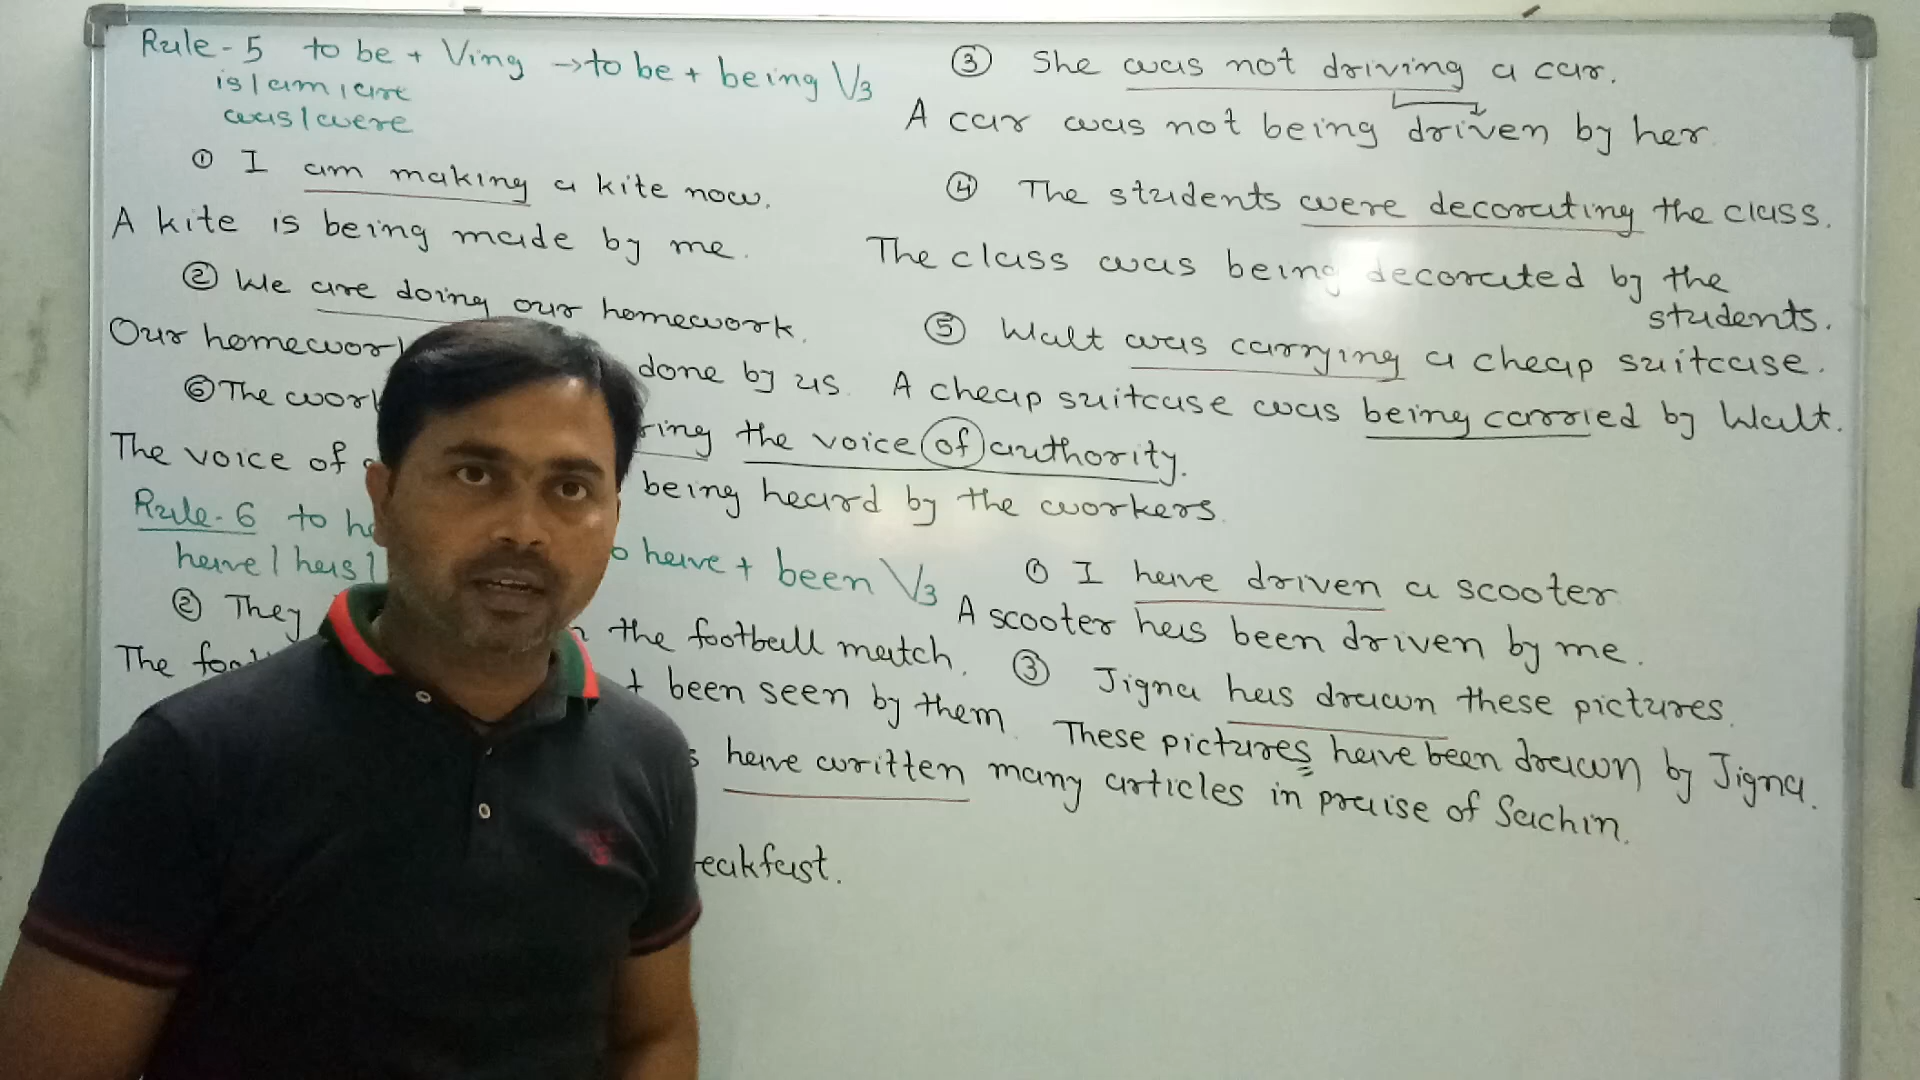 Rule-5 to be + Ving → to be + being V3
is/am/are
was/were
① I am making a kite now.
A kite is being made by me.
② We are doing our homework.
Our homework done by us.
⑥ The work ring the voice of authority.
The voice of being heard by the workers.
Rule-6 to ha o have + been V3
have / has /
② They the football match.
The foot t been seen by them.
s have written many articles in praise of Sachin.
eakfast.
③ She was not driving a car.
A car was not being driven by her.
④ The students were decorating the class.
The class was being decorated by the
students.
⑤ Walt was carrying a cheap suitcase.
A cheap suitcase was being carried by Walt.
① I have driven a scooter
A scooter has been driven by me.
③ Jigna has drawn these pictures.
These pictures have been drawn by Jigna.